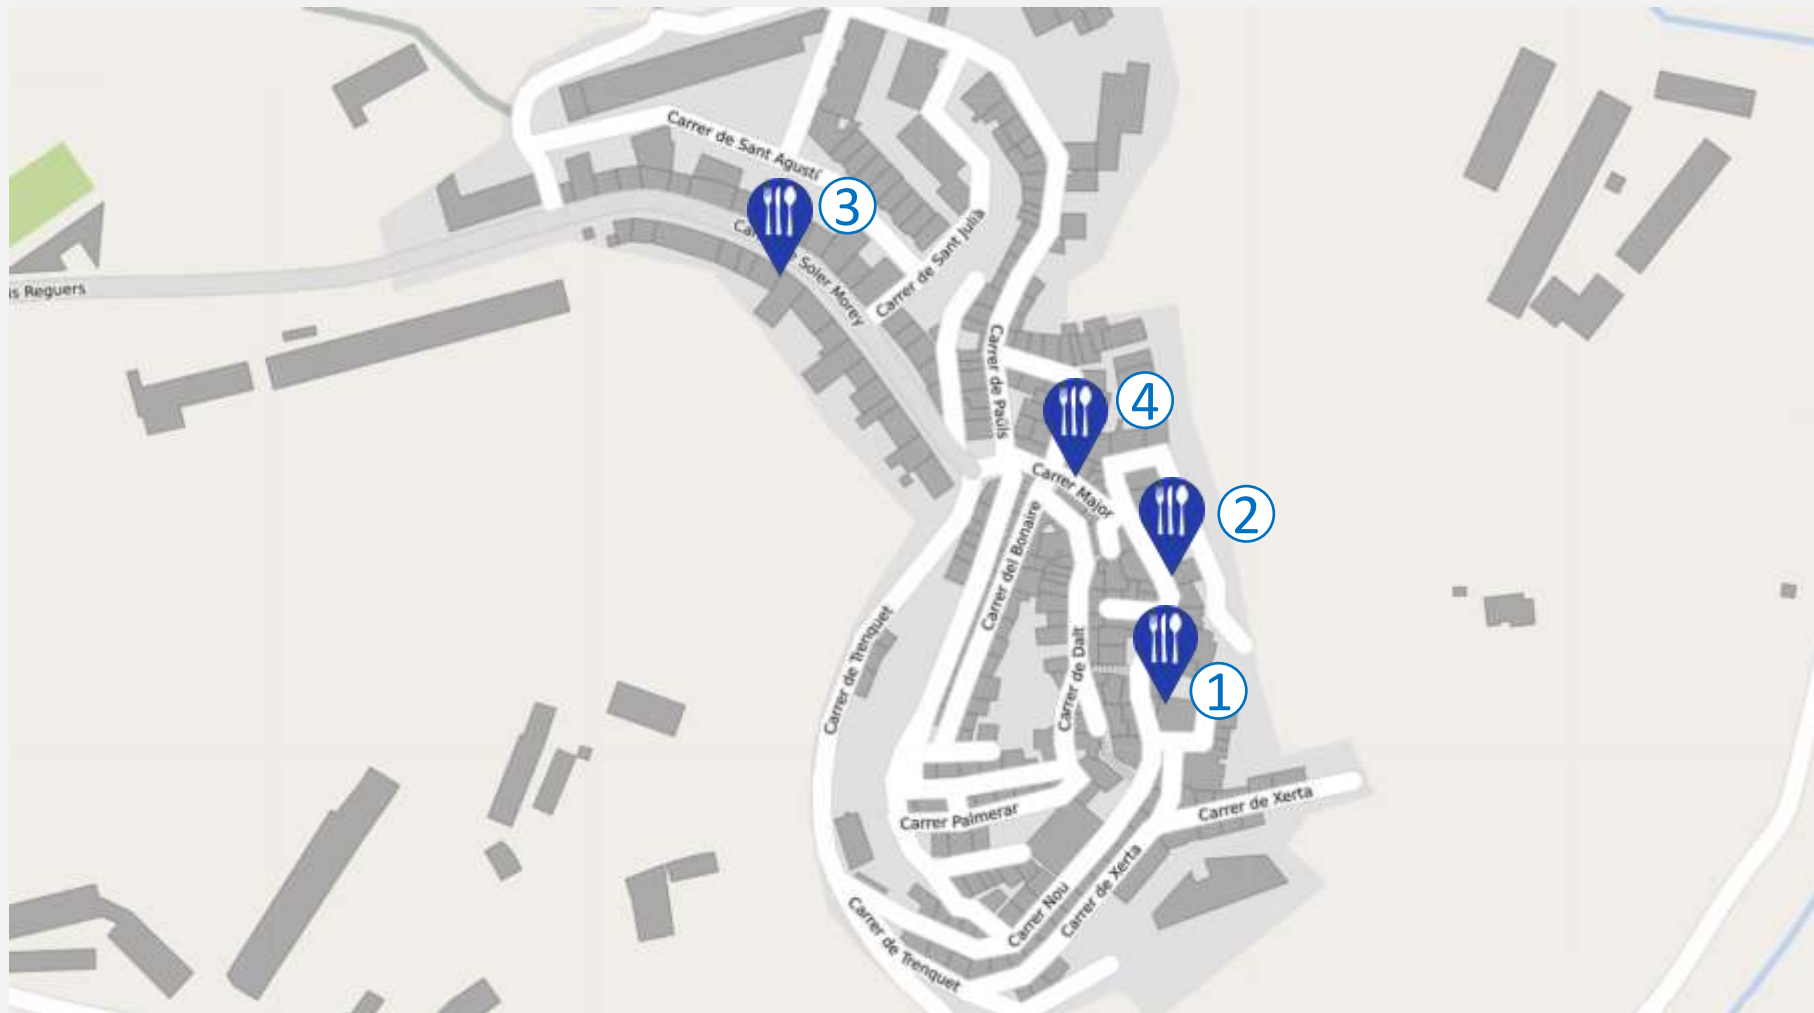 Carrer de Sant Agustí
③
Soler Morey
Carrer de Sant Julià
is Reguers
Carrer de Paüls
④
Carrer Major
②
Carrer del Bonaire
Carrer de Trenquet
Carrer de Dalt
①
Carrer de Xerta
Carrer Palmerar
Carrer Nou
Carrer de Xerta
Carrer de Trenquet